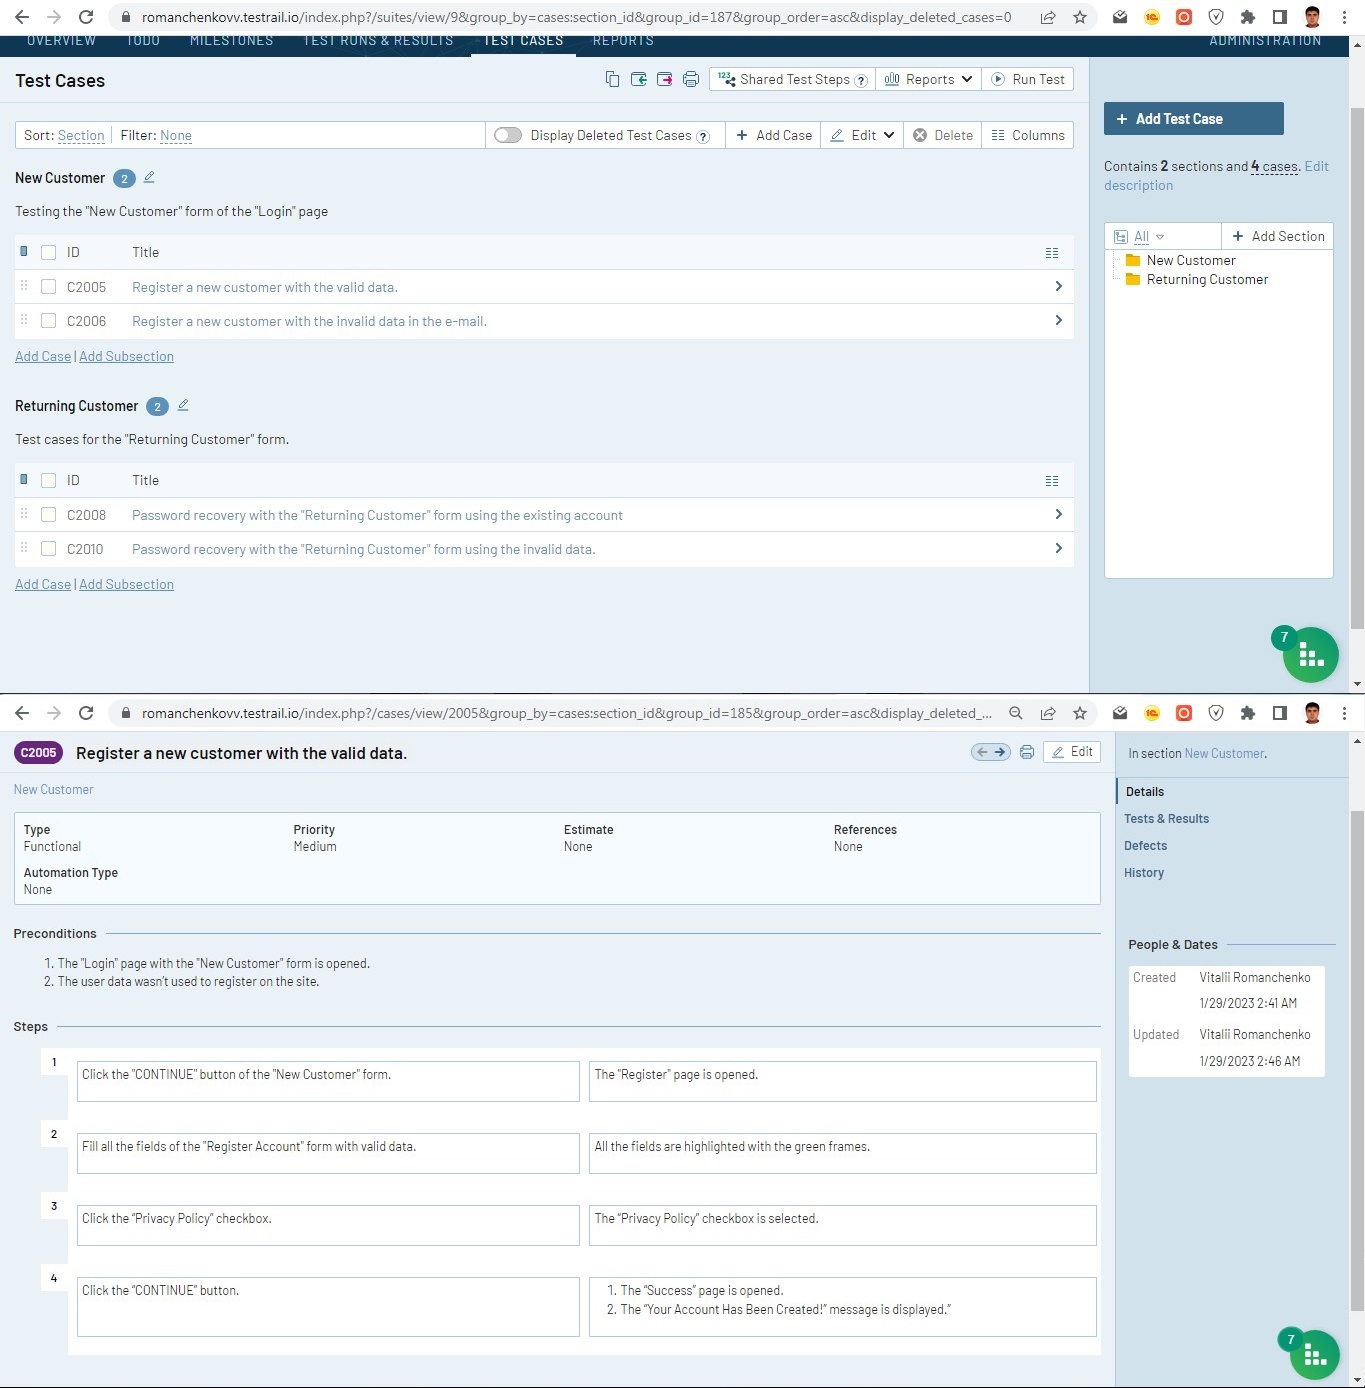 romanchenkovv.testrail.io/index.php?/suites/view/9&group_by=cases:section_id&group_id=187&group_order=asc&display_deleted_cases=0
OVERVIEW TODO MILESTONES TEST RUNS & RESULTS TEST CASES REPORTS ADMINISTRATION
Test Cases
Shared Test Steps ? Reports Run Test
Sort: Section Filter: None Display Deleted Test Cases ? + Add Case Edit Delete Columns
+ Add Test Case
Contains 2 sections and 4 cases. Edit
description
All + Add Section
New Customer
Returning Customer
New Customer 2
Testing the "New Customer" form of the "Login" page
ID Title
C2005 Register a new customer with the valid data.
C2006 Register a new customer with the invalid data in the e-mail.
Add Case | Add Subsection
Returning Customer 2
Test cases for the "Returning Customer" form.
ID Title
C2008 Password recovery with the "Returning Customer" form using the existing account
C2010 Password recovery with the "Returning Customer" form using the invalid data.
Add Case | Add Subsection
7
romanchenkovv.testrail.io/index.php?/cases/view/2005&group_by=cases:section_id&group_id=185&group_order=asc&display_deleted_...
C2005 Register a new customer with the valid data.
Edit
New Customer
Type Priority Estimate References
Functional Medium None None
Automation Type
None
Preconditions
1. The "Login" page with the "New Customer" form is opened.
2. The user data wasn't used to register on the site.
Steps
1 Click the "CONTINUE" button of the "New Customer" form. The "Register" page is opened.
2 Fill all the fields of the "Register Account" form with valid data. All the fields are highlighted with the green frames.
3 Click the “Privacy Policy” checkbox. The “Privacy Policy” checkbox is selected.
4 Click the “CONTINUE” button. 1. The “Success” page is opened.
2. The “Your Account Has Been Created!” message is displayed.”
In section New Customer.
Details
Tests & Results
Defects
History
People & Dates
Created Vitalii Romanchenko
1/29/2023 2:41 AM
Updated Vitalii Romanchenko
1/29/2023 2:46 AM
7